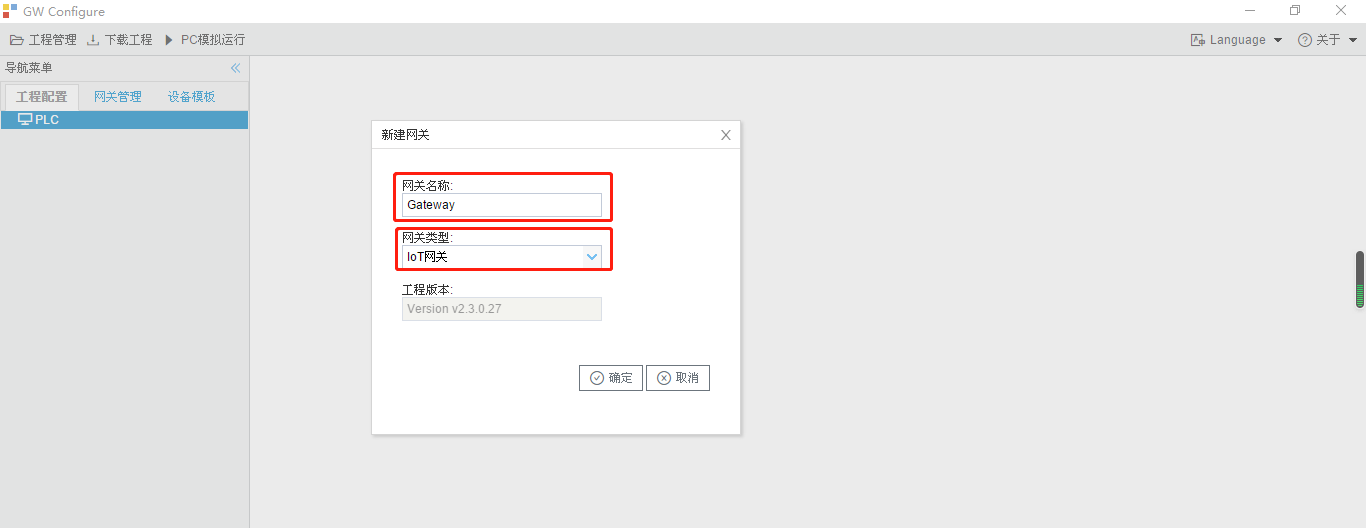 GW Configure
工程管理 下载工程 PC模拟运行 Language 关于
导航菜单
工程配置 网关管理 设备模板
PLC
新建网关
网关名称:
Gateway
网关类型:
IoT网关
工程版本:
Version v2.3.0.27
确定 取消